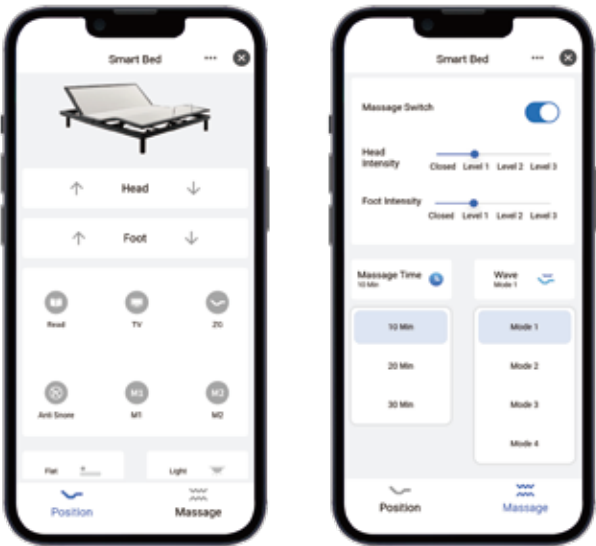 Smart Bed
Head
Foot
Read
TV
ZG
Anti Snore
M1
M2
M1
M2
Flat
Light
Position
Massage
Smart Bed
Massage Switch
Head
Intensity
Closed Level 1 Level 2 Level 3
Foot Intensity
Closed Level 1 Level 2 Level 3
Massage Time
10 Min
Wave
Mode 1
10 Min
20 Min
30 Min
Mode 1
Mode 2
Mode 3
Mode 4
Position
Massage